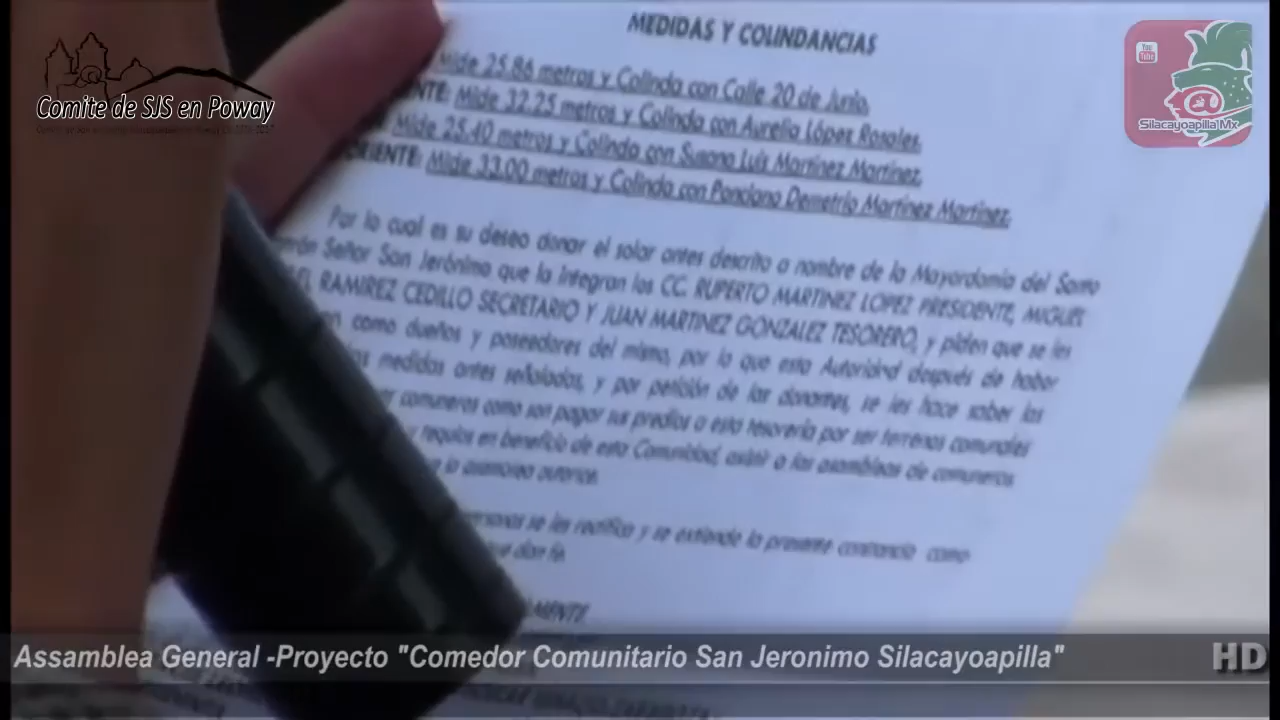 MEDIDAS Y COLINDANCIAS
Comite de SJS en Poway
You Tube
Silacayoapilla Mx
Mide 25.86 metros y Colinda con Calle 20 de Junio.
Mide 32.25 metros y Colinda con Aurelio López Rosales.
Mide 25.40 metros y Colinda con Susana Luis Martinez Martinez.
ORIENTE: Mide 33.00 metros y Colinda con Ponciano Demetrio Martinez Martinez.
Por lo cual es su deseo donar el solar antes descrito a nombre de la Mayordomía del Santo
Señor San Jerónimo que la integran los CC. RUPERTO MARTINEZ LOPEZ PRESIDENTE, MIGUEL
RAMIREZ CEDILLO SECRETARIO Y JUAN MARTINEZ GONZALEZ TESORERO, y piden que se les
como dueños y poseedores del mismo, por lo que esta Autoridad después de haber
medidas antes señaladas, y por petición de los donantes, se les hace saber las
comuneros como son pagar sus predios a esta tesorería por ser terrenos comunales
y tequios en beneficio de esta Comunidad, asistir a las asambleas de comuneros
la asamblea autorice.
se les ratifica y se extiende la presente constancia como
que dan fe.
Assamblea General -Proyecto "Comedor Comunitario San Jeronimo Silacayoapilla"
HD